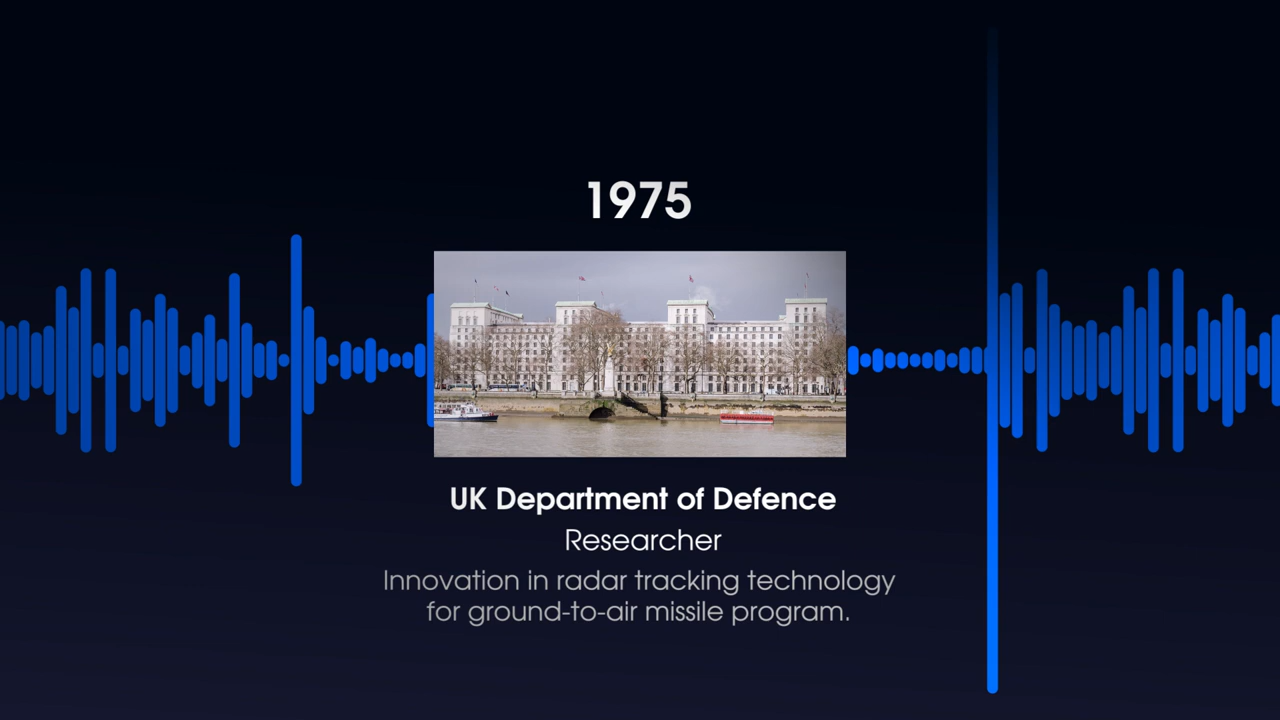 1975
UK Department of Defence
Researcher
Innovation in radar tracking technology
for ground-to-air missile program.